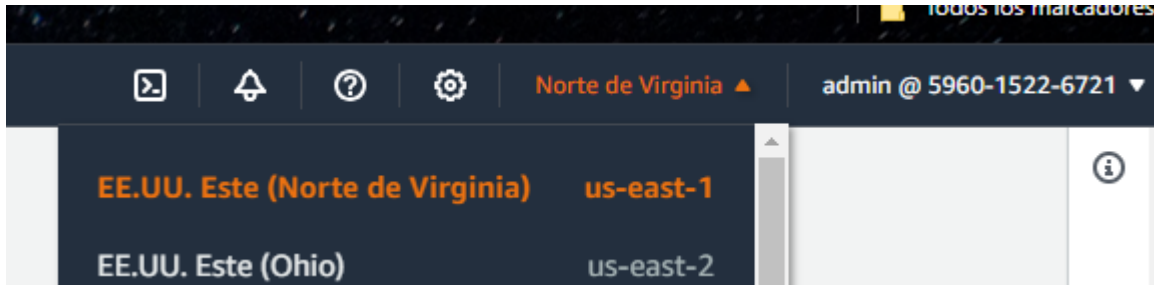 Todos los marcadores
Norte de Virginia ▲ admin @ 5960-1522-6721 ▼
EE.UU. Este (Norte de Virginia) us-east-1
EE.UU. Este (Ohio) us-east-2